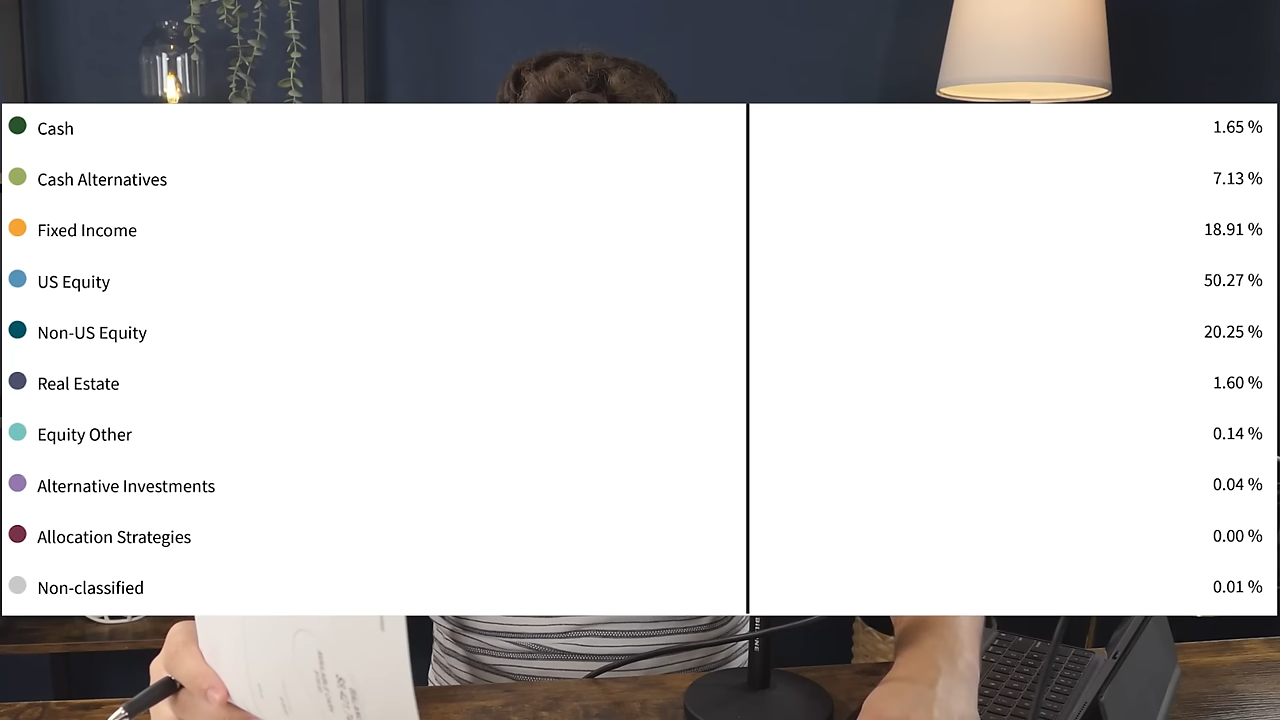 Cash 1.65 %
Cash Alternatives 7.13 %
Fixed Income 18.91 %
US Equity 50.27 %
Non-US Equity 20.25 %
Real Estate 1.60 %
Equity Other 0.14 %
Alternative Investments 0.04 %
Allocation Strategies 0.00 %
Non-classified 0.01 %